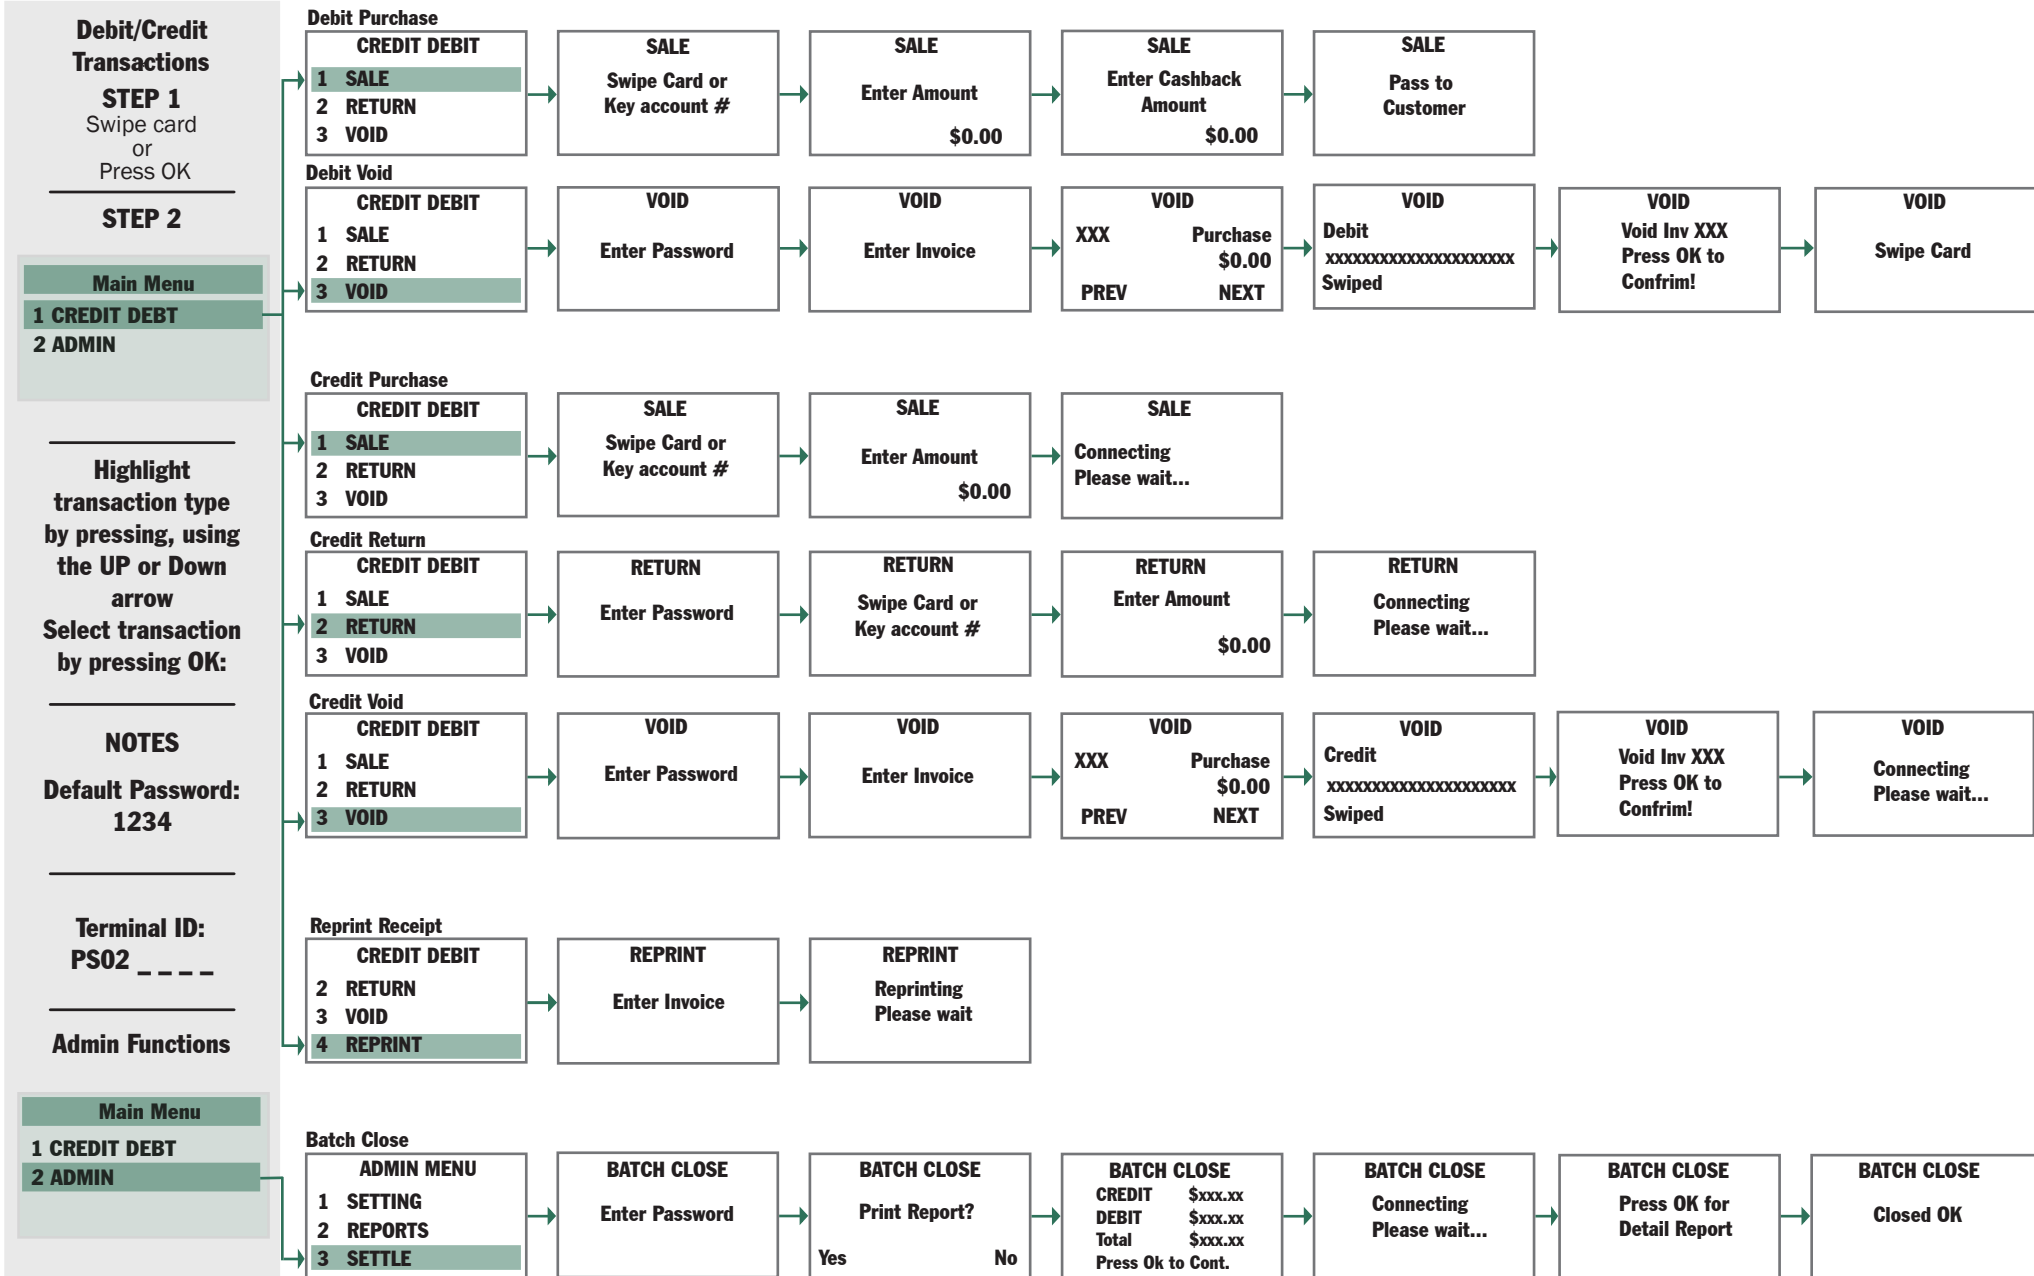 Debit/Credit
Transactions
STEP 1
Swipe card
or
Press OK
STEP 2
Main Menu
1 CREDIT DEBT
2 ADMIN
Highlight
transaction type
by pressing, using
the UP or Down
arrow
Select transaction
by pressing OK:
NOTES
Default Password:
1234
Terminal ID:
PS02 _ _ _ _
Admin Functions
Main Menu
1 CREDIT DEBT
2 ADMIN
Debit Purchase
CREDIT DEBIT
1 SALE
2 RETURN
3 VOID
SALE
Swipe Card or
Key account #
SALE
Enter Amount
$0.00
SALE
Enter Cashback
Amount
$0.00
SALE
Pass to
Customer
Debit Void
CREDIT DEBIT
1 SALE
2 RETURN
3 VOID
VOID
Enter Password
VOID
Enter Invoice
VOID
XXX Purchase
$0.00
PREV NEXT
VOID
Debit
xxxxxxxxxxxxxxxxxxxxx
Swiped
VOID
Void Inv XXX
Press OK to
Confrim!
VOID
Swipe Card
Credit Purchase
CREDIT DEBIT
1 SALE
2 RETURN
3 VOID
SALE
Swipe Card or
Key account #
SALE
Enter Amount
$0.00
SALE
Connecting
Please wait...
Credit Return
CREDIT DEBIT
1 SALE
2 RETURN
3 VOID
RETURN
Enter Password
RETURN
Swipe Card or
Key account #
RETURN
Enter Amount
$0.00
RETURN
Connecting
Please wait...
Credit Void
CREDIT DEBIT
1 SALE
2 RETURN
3 VOID
VOID
Enter Password
VOID
Enter Invoice
VOID
XXX Purchase
$0.00
PREV NEXT
VOID
Credit
xxxxxxxxxxxxxxxxxxxxx
Swiped
VOID
Void Inv XXX
Press OK to
Confrim!
VOID
Connecting
Please wait...
Reprint Receipt
CREDIT DEBIT
2 RETURN
3 VOID
4 REPRINT
REPRINT
Enter Invoice
REPRINT
Reprinting
Please wait
Batch Close
ADMIN MENU
1 SETTING
2 REPORTS
3 SETTLE
BATCH CLOSE
Enter Password
BATCH CLOSE
Print Report?
Yes No
BATCH CLOSE
CREDIT $xxx.xx
DEBIT $xxx.xx
Total $xxx.xx
Press Ok to Cont.
BATCH CLOSE
Connecting
Please wait...
BATCH CLOSE
Press OK for
Detail Report
BATCH CLOSE
Closed OK